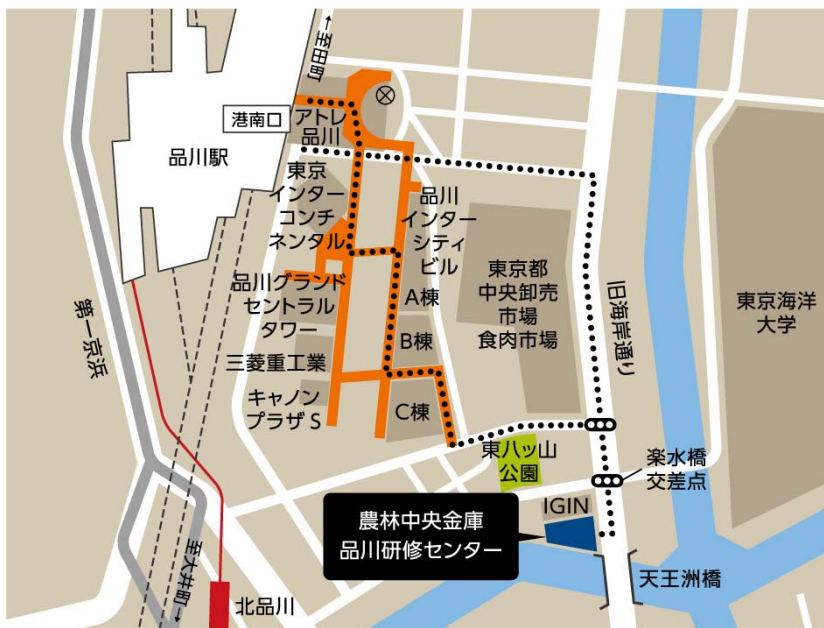 ←至田町
港南口
アトレ
品川
品川駅
東京
インター
コンチ
ネンタル
品川
インター
シティ
ビル
A棟
B棟
C棟
東京都
中央卸売
市場
食肉市場
旧海岸通り
東京海洋
大学
品川グランド
セントラル
タワー
三菱重工業
キヤノン
プラザ S
第一京浜
東八ッ山
公園
楽水橋
交差点
IGIN
農林中央金庫
品川研修センター
天王洲橋
至大井町→
北品川